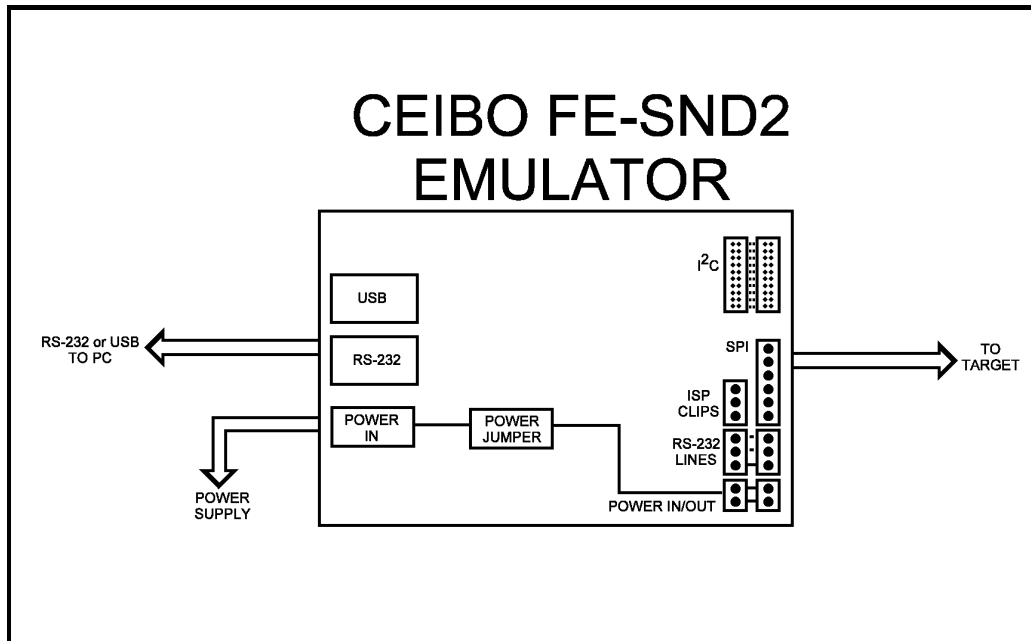 CEIBO FE-SND2
EMULATOR
I²C
USB
RS-232 or USB
TO PC
RS-232
SPI
TO
TARGET
ISP
CLIPS
POWER
IN
POWER
JUMPER
RS-232
LINES
POWER
SUPPLY
POWER IN/OUT